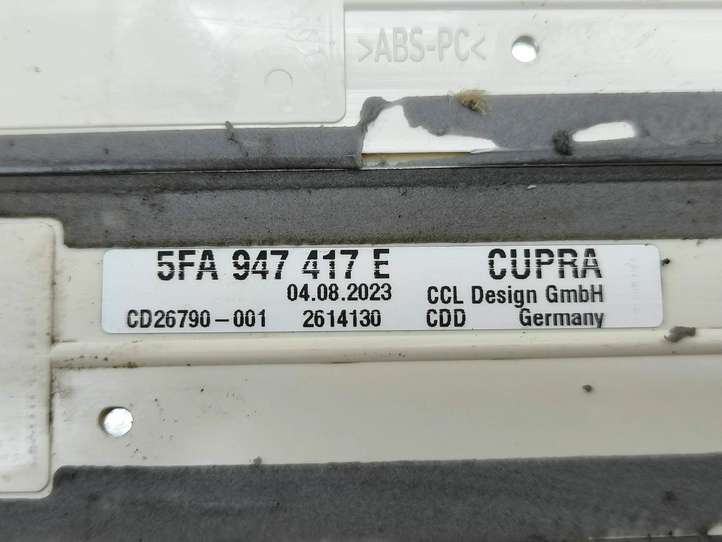 >ABS-PC<
5FA 947 417 E CUPRA
04.08.2023 CCL Design GmbH
CD26790-001 2614130 CDD Germany